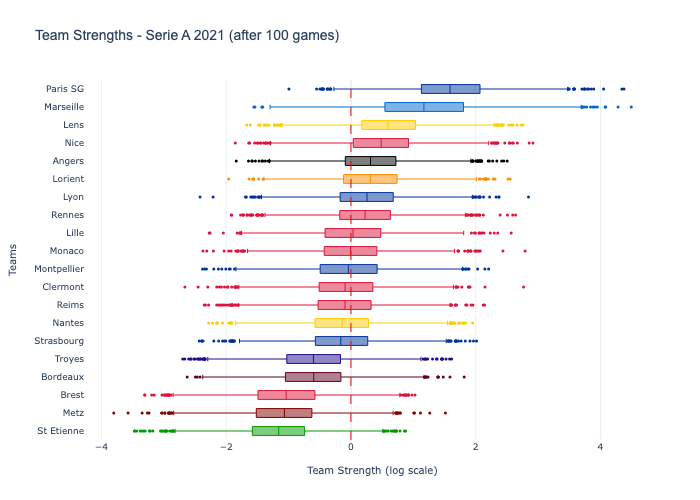 Team Strengths - Serie A 2021 (after 100 games)
Paris SG
Marseille
Lens
Nice
Angers
Lorient
Lyon
Rennes
Lille
Monaco
Montpellier
Clermont
Reims
Nantes
Strasbourg
Troyes
Bordeaux
Brest
Metz
St Etienne
Teams
−4 −2 0 2 4
Team Strength (log scale)